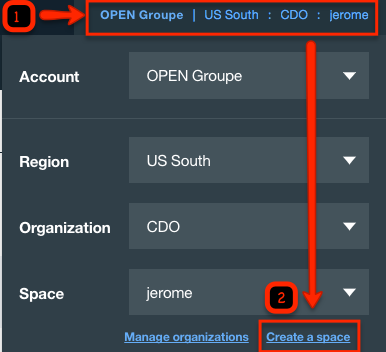 1 OPEN Groupe | US South : CDO : jerome
Account OPEN Groupe
Region US South
Organization CDO
Space jerome
2
Manage organizations Create a space